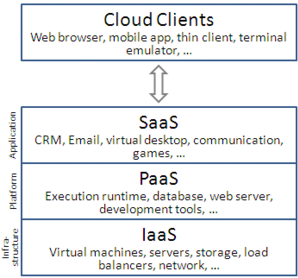 Cloud Clients
Web browser, mobile app, thin client, terminal
emulator, ...
Application
SaaS
CRM, Email, virtual desktop, communication,
games, ...
Platform
PaaS
Execution runtime, database, web server,
development tools, ...
Infra-
structure
IaaS
Virtual machines, servers, storage, load
balancers, network, ...